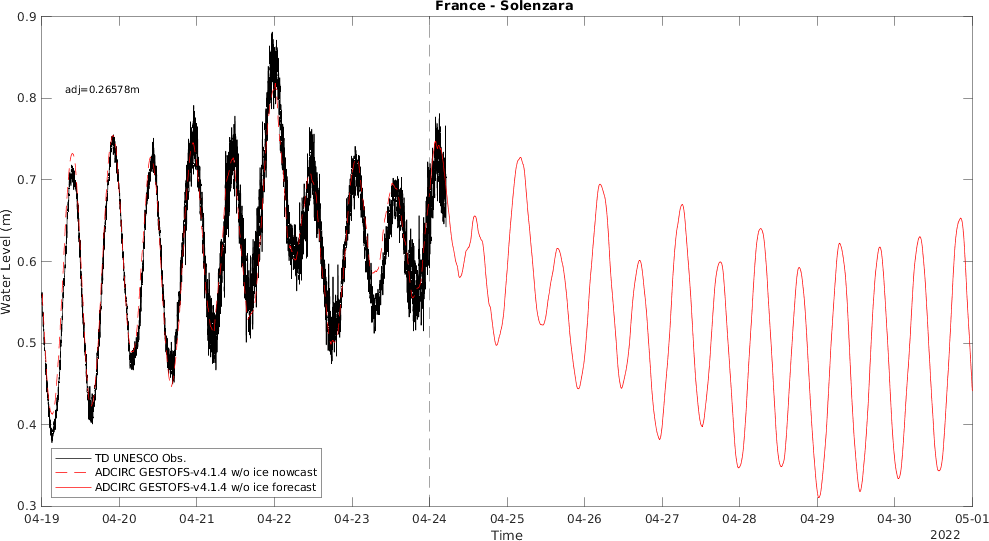 France - Solenzara
0.9
0.8
0.7
0.6
0.5
0.4
0.3
Water Level (m)
adj=0.26578m
TD UNESCO Obs.
ADCIRC GESTOFS-v4.1.4 w/o ice nowcast
ADCIRC GESTOFS-v4.1.4 w/o ice forecast
04-19 04-20 04-21 04-22 04-23 04-24 04-25 04-26 04-27 04-28 04-29 04-30 05-01
Time
2022